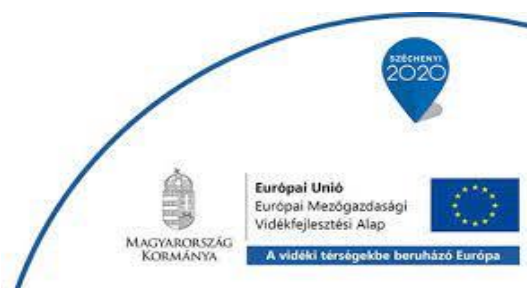 SZÉCHENYI
2020
MAGYARORSZÁG
KORMÁNYA
Európai Unió
Európai Mezőgazdasági
Vidékfejlesztési Alap
A vidéki térségekbe beruházó Európa